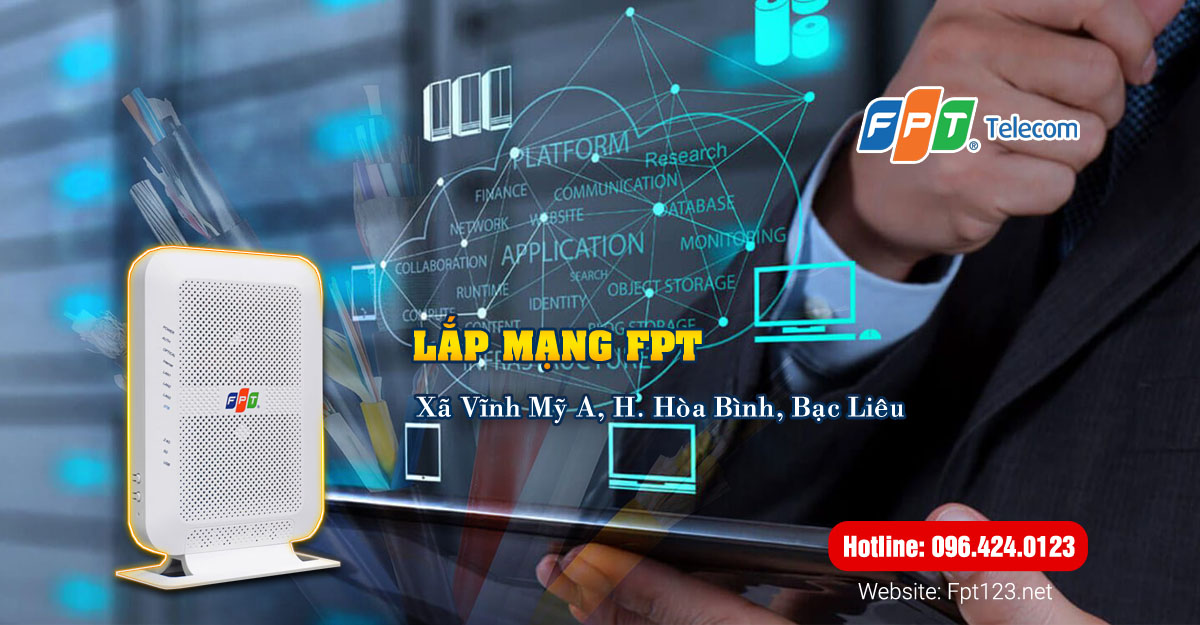 FPT® Telecom
PLATFORM
Research
FINANCE
COMMUNICATION
NETWORK
WEBSITE
DATABASE
APPLICATION
MONITORING
COLLABORATION
SEARCH
RUNTIME
OBJECT STORAGE
IDENTITY
CONTENT
LẮP MẠNG FPT
INFRASTRUCTURE
FPT
Xã Vĩnh Mỹ A, H. Hòa Bình, Bạc Liêu
Hotline: 096.424.0123
Website: Fpt123.net